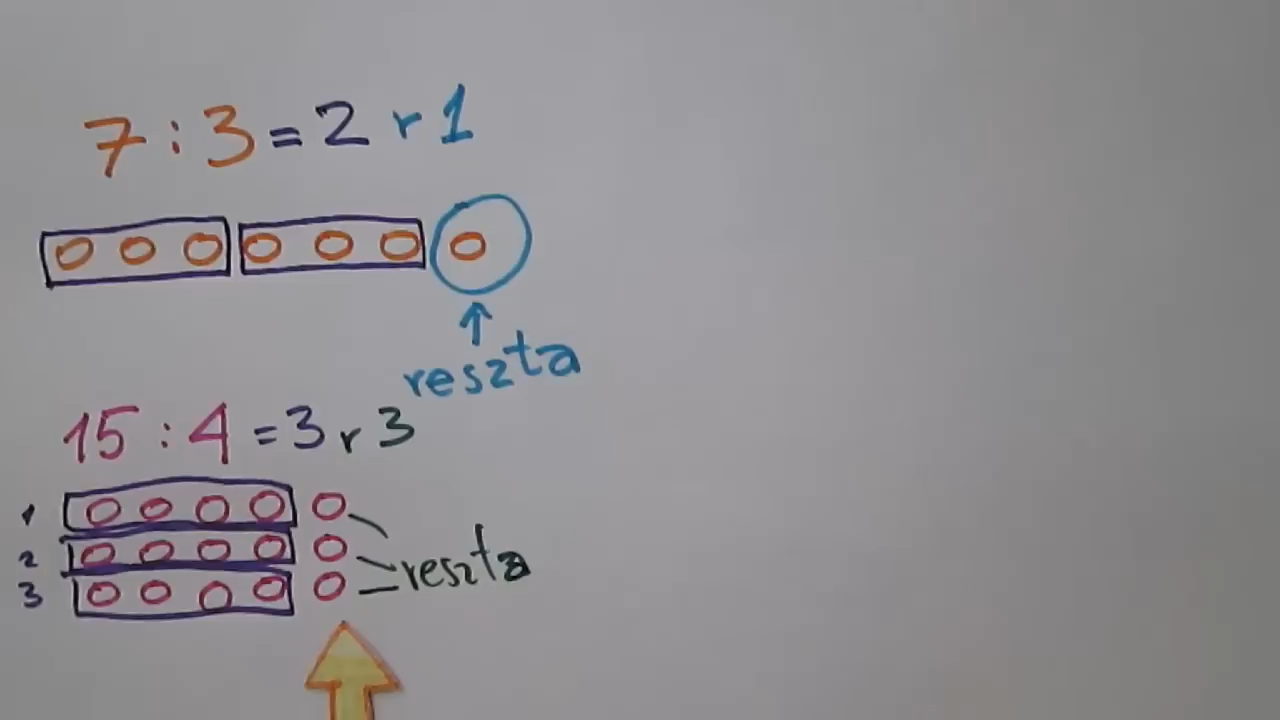 7 : 3 = 2 r 1
reszta
15 : 4 = 3 r 3
1
2
3
reszta